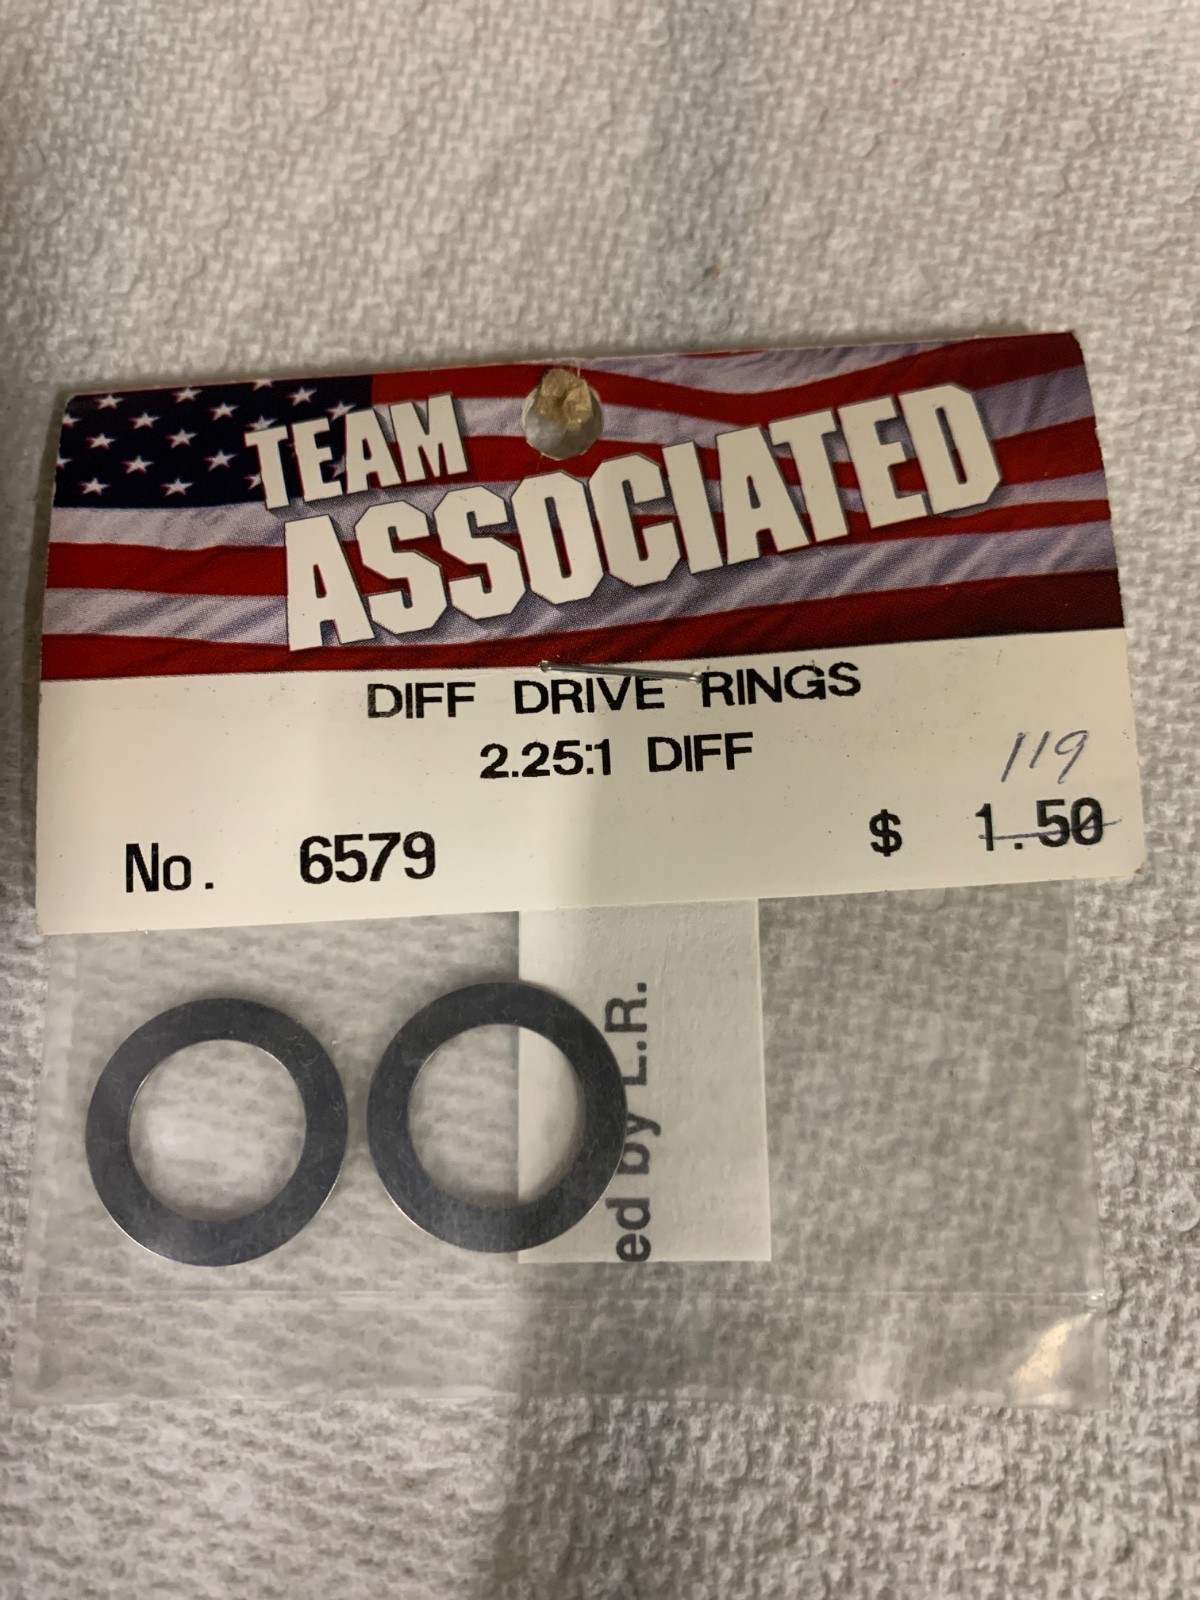 TEAM
ASSOCIATED
DIFF DRIVE RINGS
2.25:1 DIFF
119
No. 6579 $ 1.50
ed by L.R.